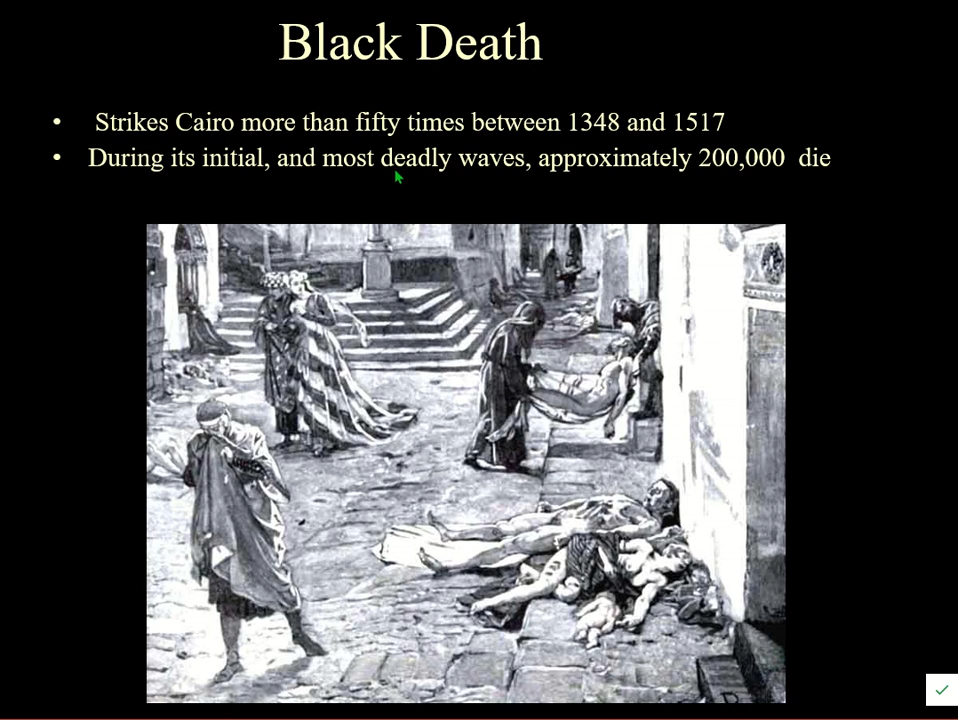 Black Death
• Strikes Cairo more than fifty times between 1348 and 1517
• During its initial, and most deadly waves, approximately 200,000 die